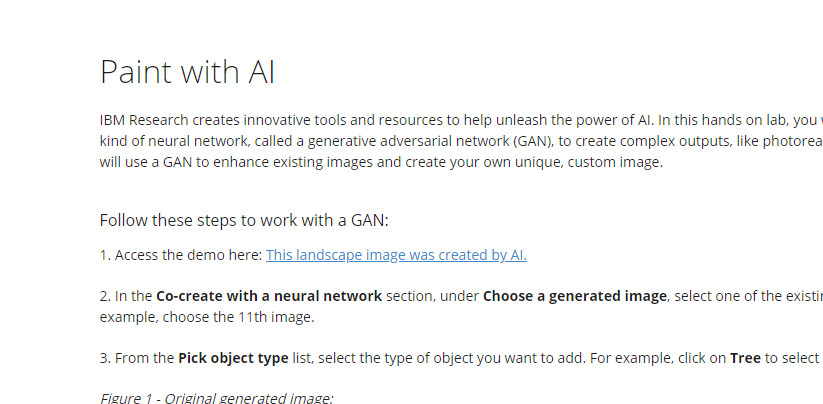 Paint with AI
IBM Research creates innovative tools and resources to help unleash the power of AI. In this hands on lab, you
kind of neural network, called a generative adversarial network (GAN), to create complex outputs, like
will use a GAN to enhance existing images and create your own unique, custom image.
Follow these steps to work with a GAN:
1. Access the demo here: This landscape image was created by AI.
2. In the Co-create with a neural network section, under Choose a generated image, select one of the
example, choose the 11th image.
3. From the Pick object type list, select the type of object you want to add. For example, click on Tree to select
Figure 1 - Original generated image: